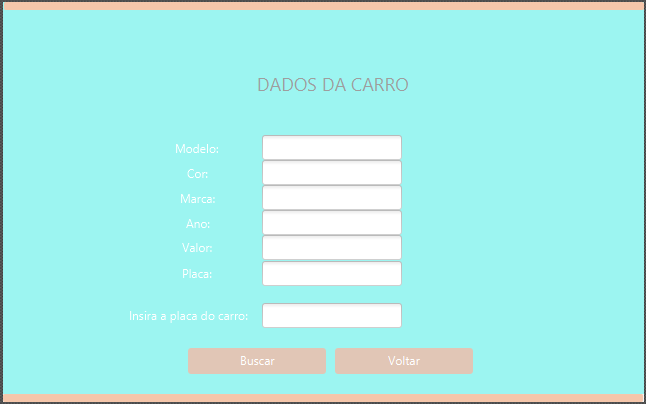 DADOS DA CARRO
Modelo:
Cor:
Marca:
Ano:
Valor:
Placa:
Insira a placa do carro:
Buscar
Voltar